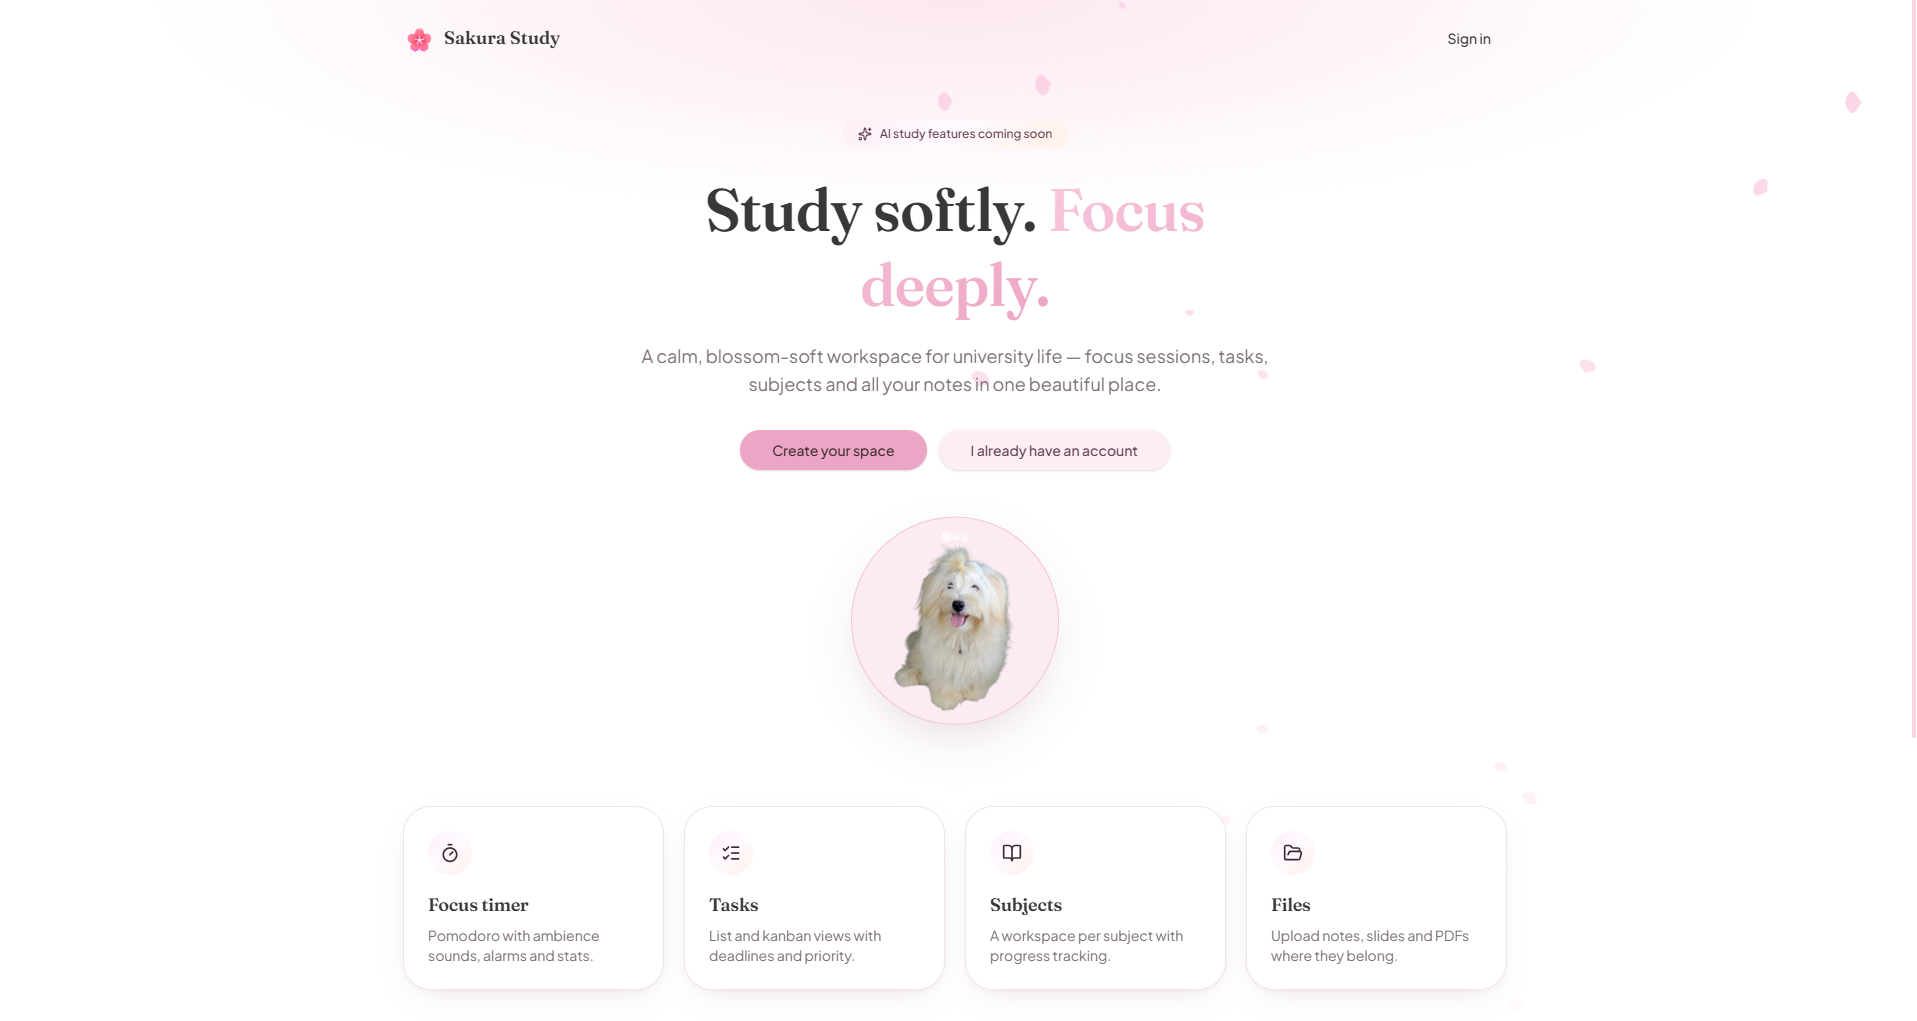 Sakura Study
Sign in
AI study features coming soon
Study softly. Focus
deeply.
A calm, blossom-soft workspace for university life — focus sessions, tasks,
subjects and all your notes in one beautiful place.
Create your space
I already have an account
Focus timer
Pomodoro with ambience
sounds, alarms and stats.
Tasks
List and kanban views with
deadlines and priority.
Subjects
A workspace per subject with
progress tracking.
Files
Upload notes, slides and PDFs
where they belong.